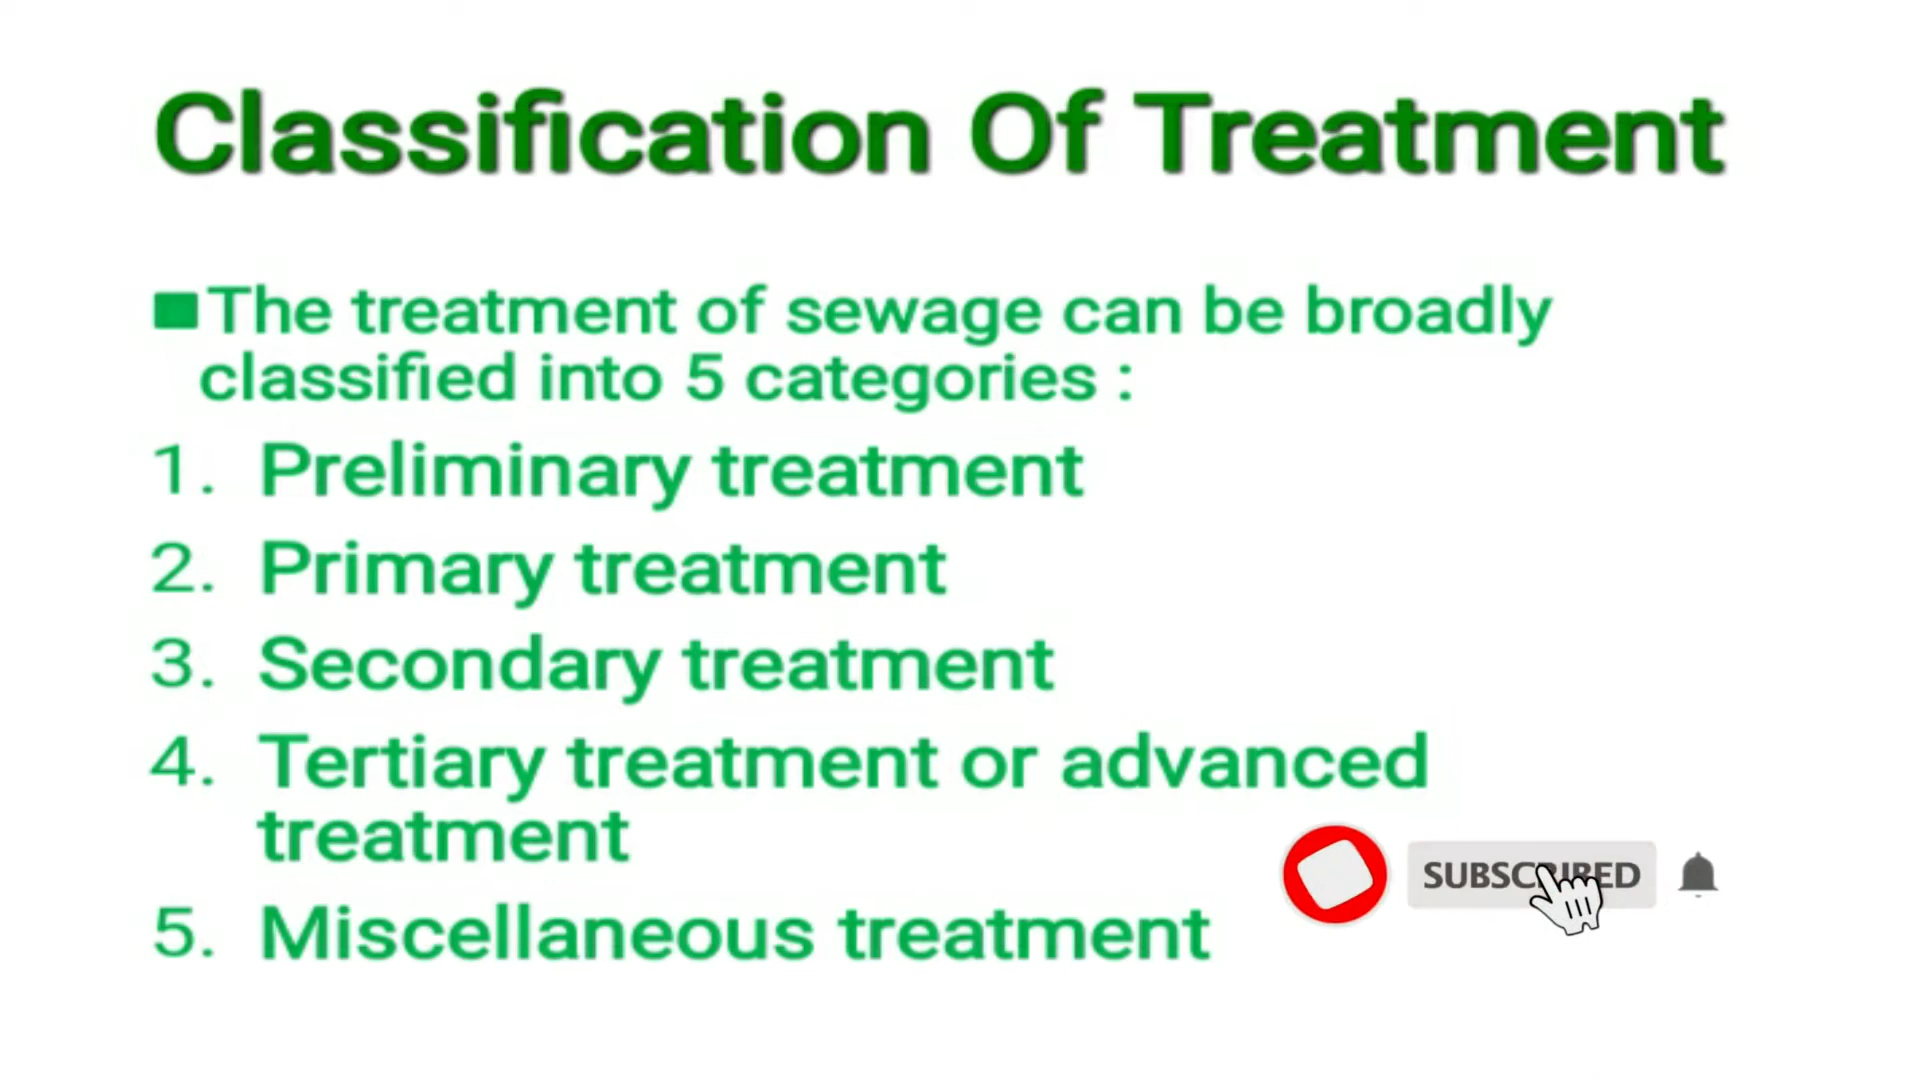 Classification Of Treatment
The treatment of sewage can be broadly
classified into 5 categories :
1. Preliminary treatment
2. Primary treatment
3. Secondary treatment
4. Tertiary treatment or advanced
treatment
SUBSCRIBED
5. Miscellaneous treatment